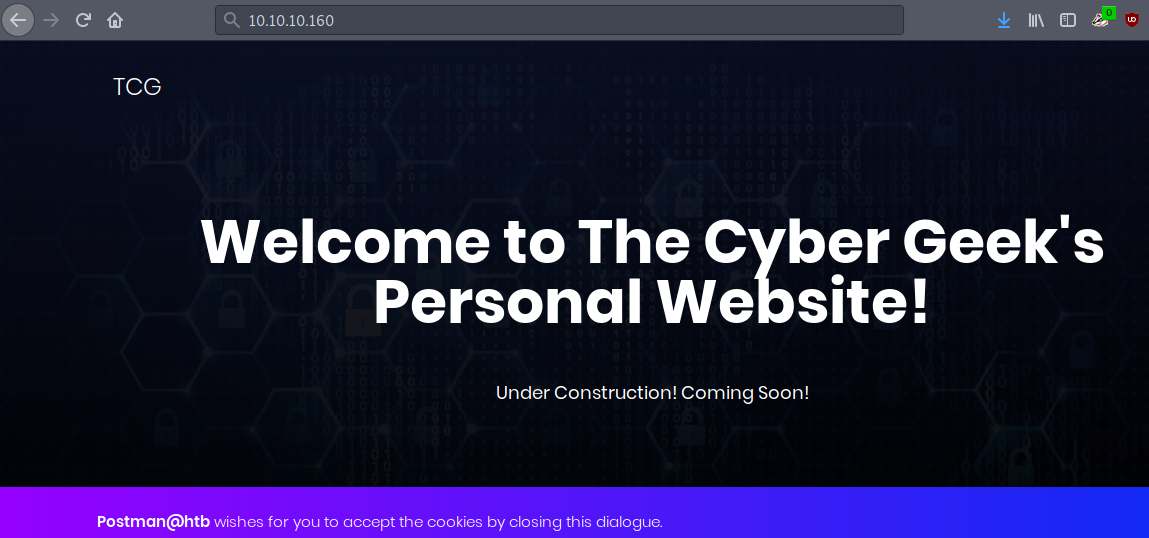 10.10.10.160
0
UD
TCG
Welcome to The Cyber Geek's
Personal Website!
Under Construction! Coming Soon!
Postman@htb wishes for you to accept the cookies by closing this dialogue.